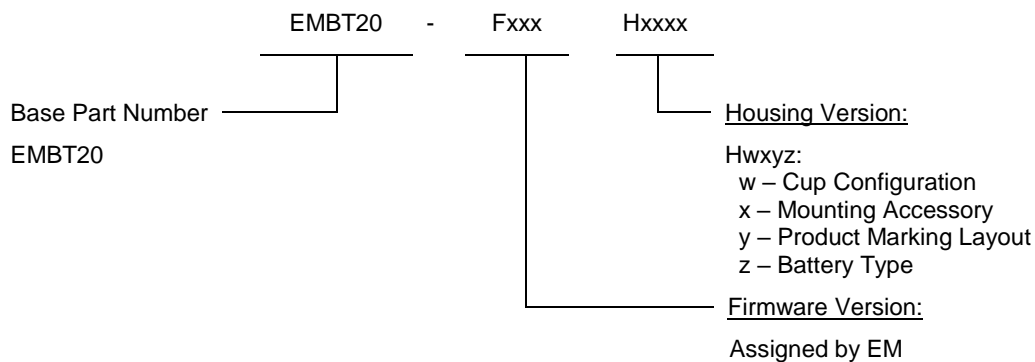 EMBT20 - Fxxx Hxxxx
Base Part Number
EMBT20
Housing Version:
Hwxyz:
w – Cup Configuration
x – Mounting Accessory
y – Product Marking Layout
z – Battery Type
Firmware Version:
Assigned by EM